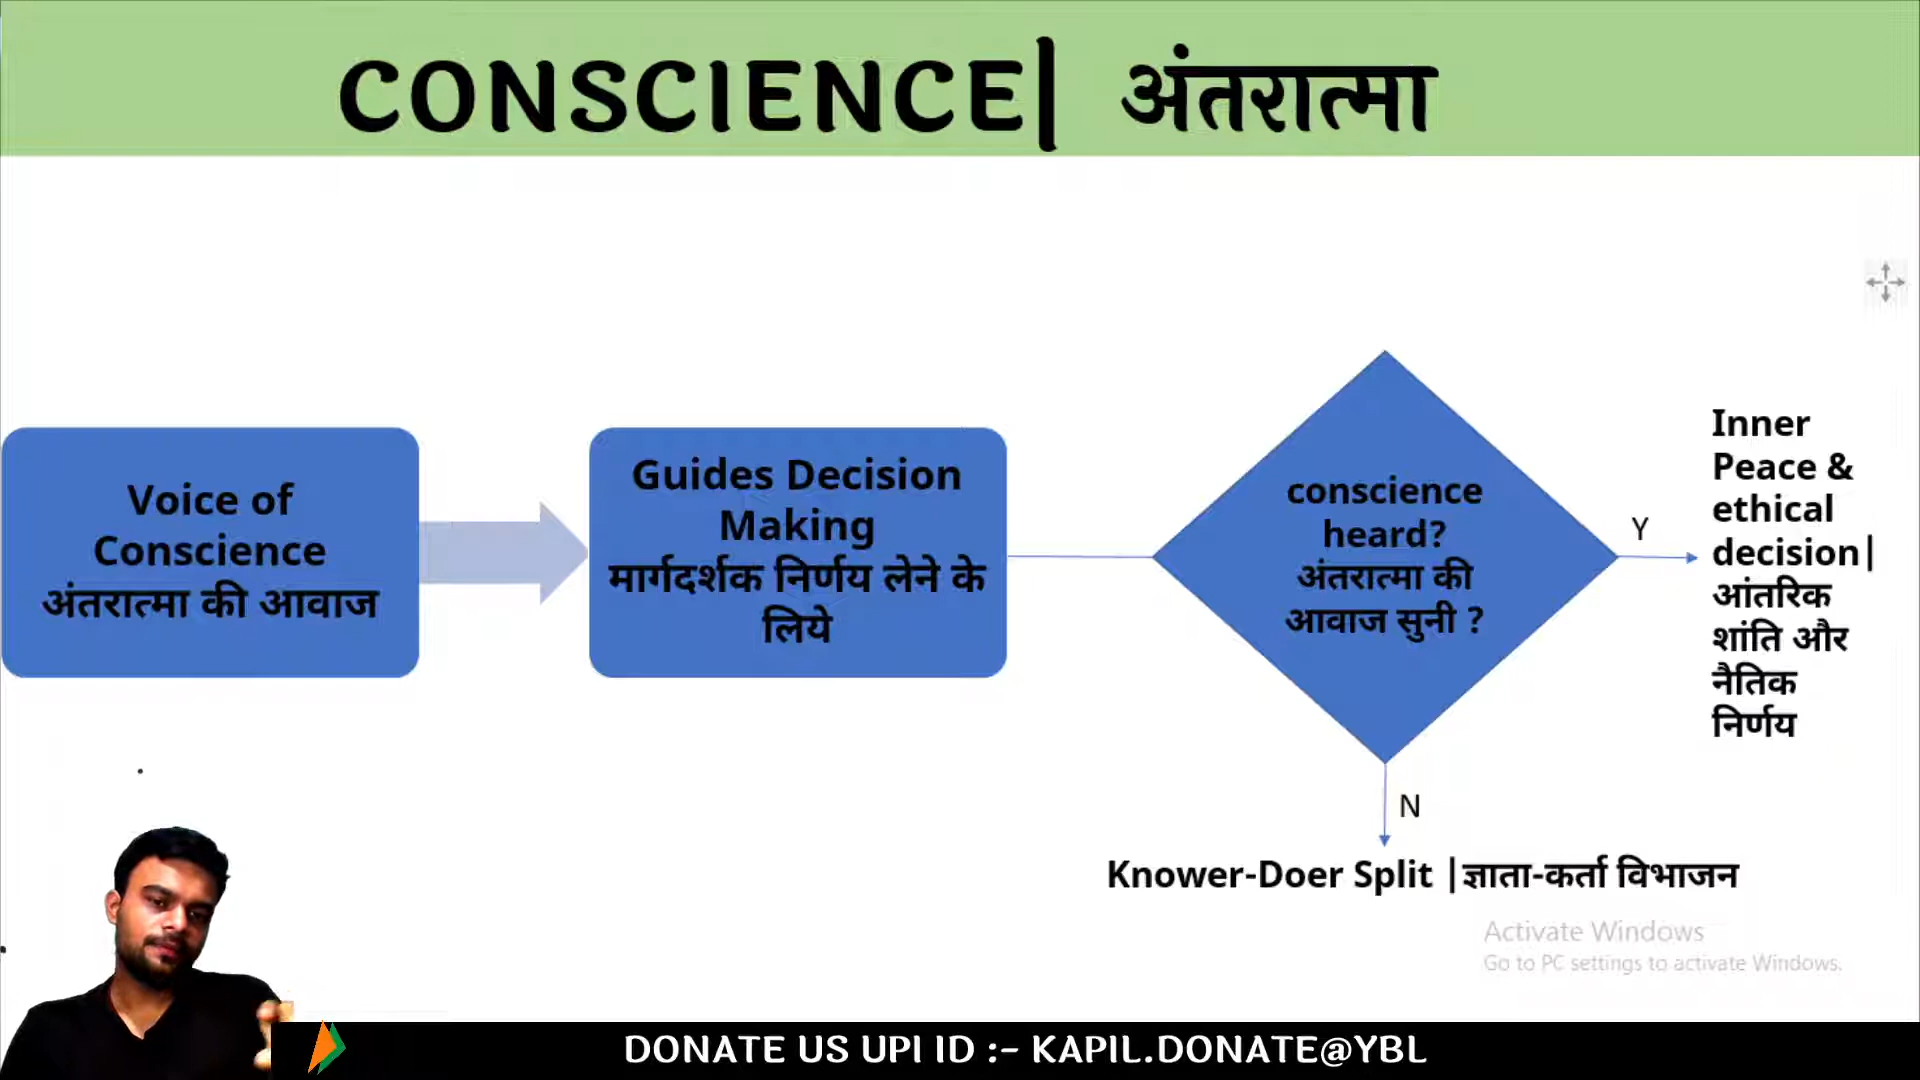 CONSCIENCE| अंतरात्मा
Voice of
Conscience
अंतरात्मा की आवाज
Guides Decision
Making
मार्गदर्शक निर्णय लेने के
लिये
conscience
heard?
अंतरात्मा की
आवाज सुनी ?
Y
Inner
Peace &
ethical
decision|
आंतरिक
शांति और
नैतिक
निर्णय
N
Knower-Doer Split |ज्ञाता-कर्ता विभाजन
Activate Windows
Go to PC settings to activate Windows.
DONATE US UPI ID :- KAPIL.DONATE@YBL